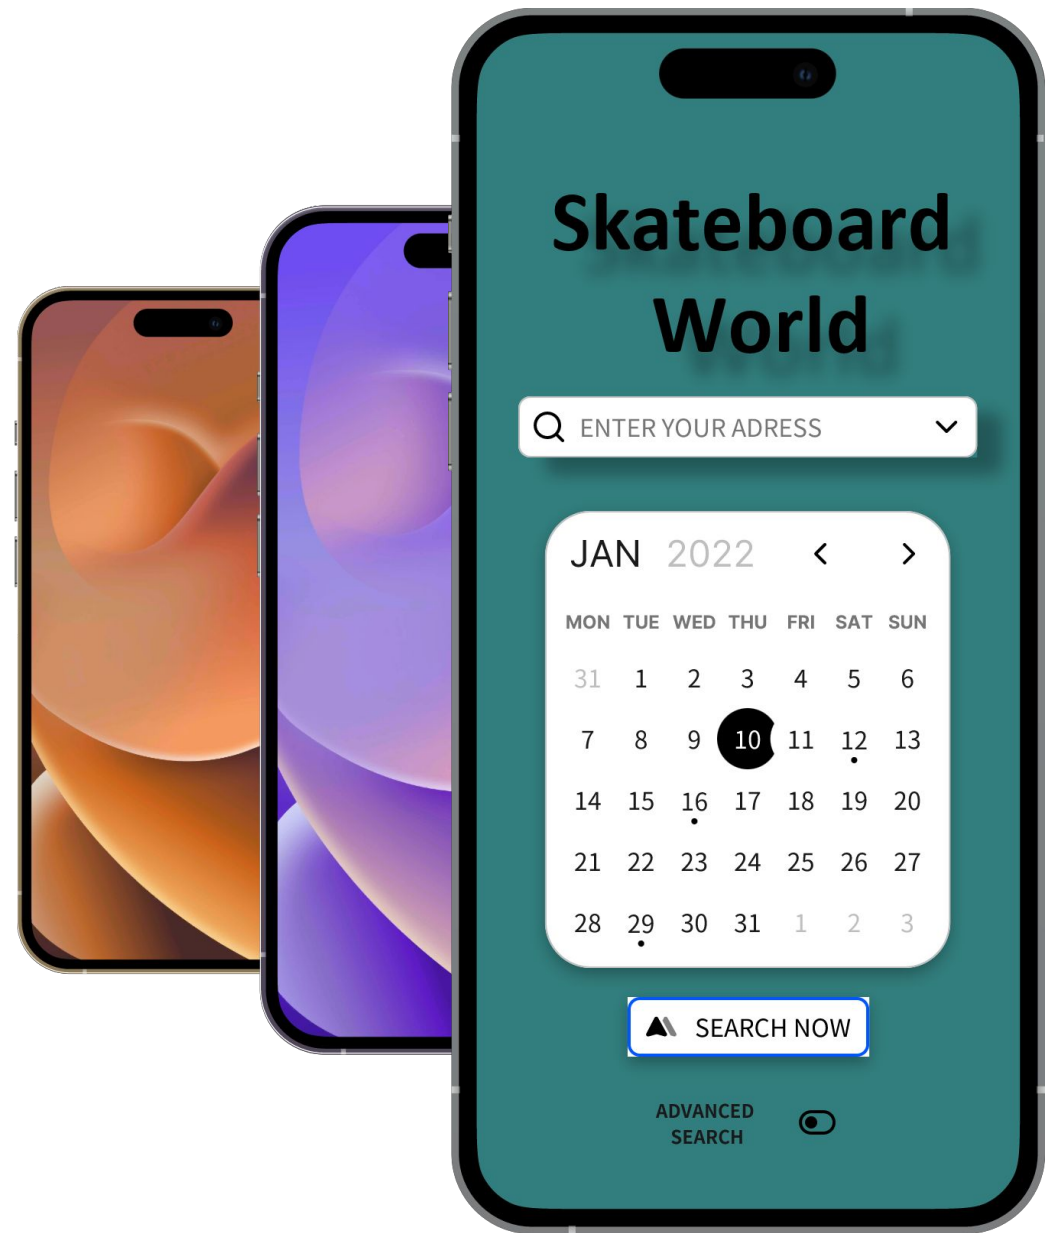 Skateboard
World
ENTER YOUR ADRESS
JAN 2022
MON TUE WED THU FRI SAT SUN
31 1 2 3 4 5 6
7 8 9 10 11 12 13
14 15 16 17 18 19 20
21 22 23 24 25 26 27
28 29 30 31 1 2 3
SEARCH NOW
ADVANCED
SEARCH